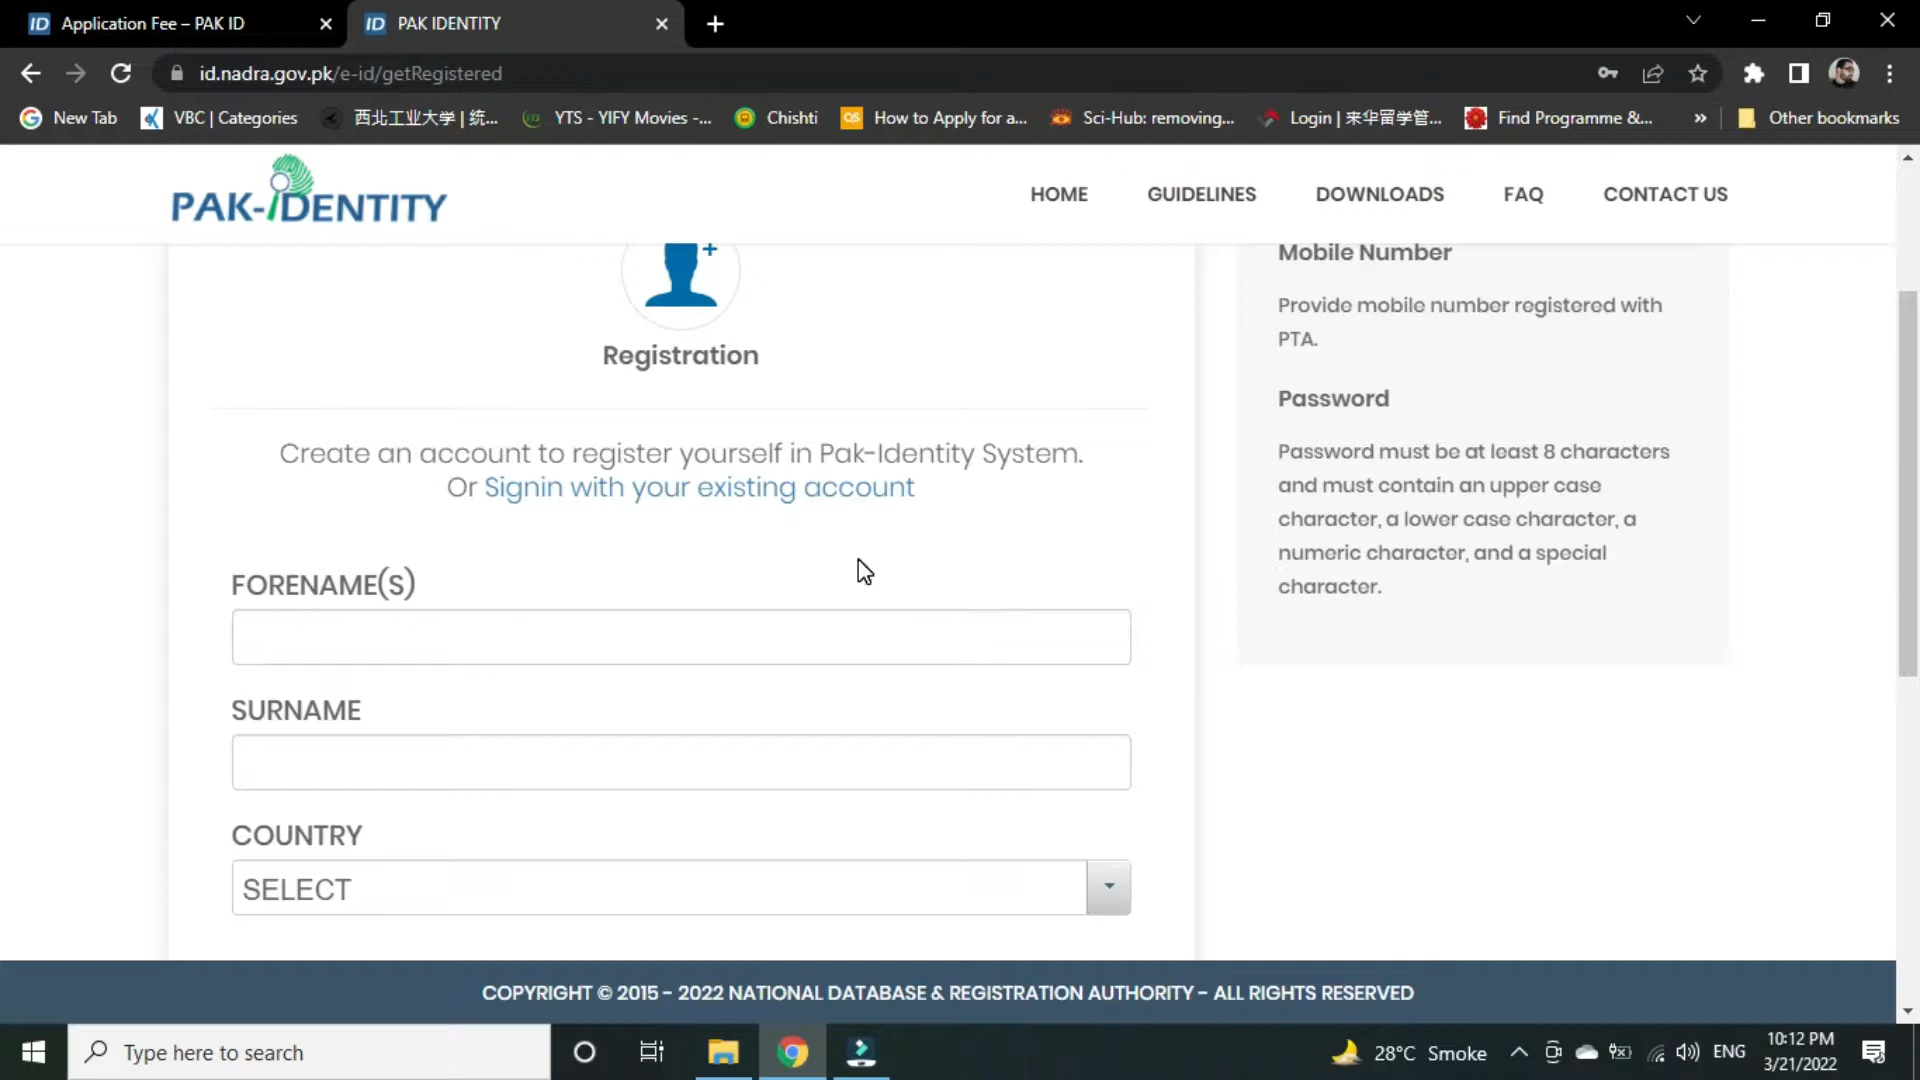 Application Fee – PAK ID
PAK IDENTITY
id.nadra.gov.pk/e-id/getRegistered
New Tab
VBC | Categories
西北工业大学 | 统...
YTS - YIFY Movies -...
Chishti
How to Apply for a...
Sci-Hub: removing...
Login | 来华留学管...
Find Programme &...
»
Other bookmarks
PAK-iDENTITY
HOME
GUIDELINES
DOWNLOADS
FAQ
CONTACT US
Registration
Create an account to register yourself in Pak-Identity System.
Or Signin with your existing account
FORENAME(S)
SURNAME
COUNTRY
SELECT
Mobile Number
Provide mobile number registered with
PTA.
Password
Password must be at least 8 characters
and must contain an upper case
character, a lower case character, a
numeric character, and a special
character.
COPYRIGHT © 2015 - 2022 NATIONAL DATABASE & REGISTRATION AUTHORITY - ALL RIGHTS RESERVED
Type here to search
28°C Smoke
ENG
10:12 PM
3/21/2022